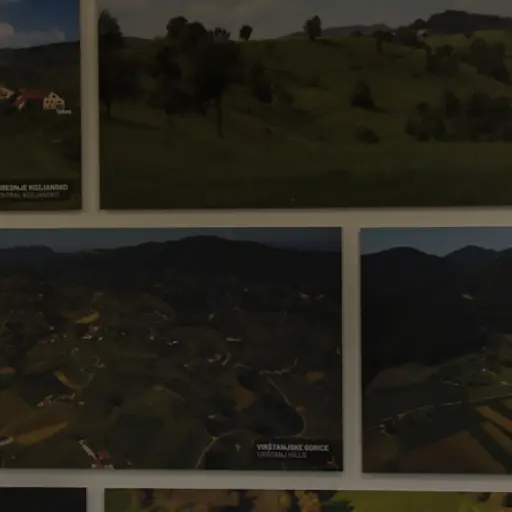 SREDNJE KOZJANSKO
CENTRAL KOZJANSKO
VIRŠTANJSKE GORICE
VIRŠTANJ HILLS